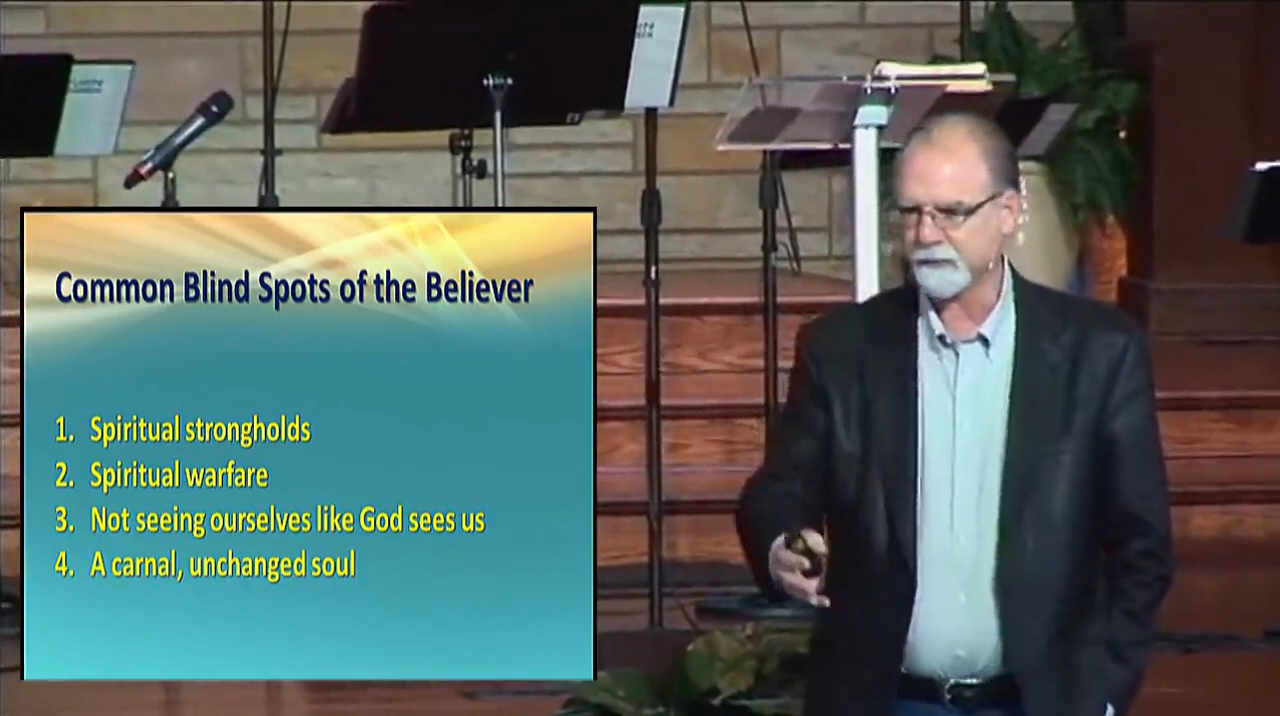 Common Blind Spots of the Believer
1. Spiritual strongholds
2. Spiritual warfare
3. Not seeing ourselves like God sees us
4. A carnal, unchanged soul